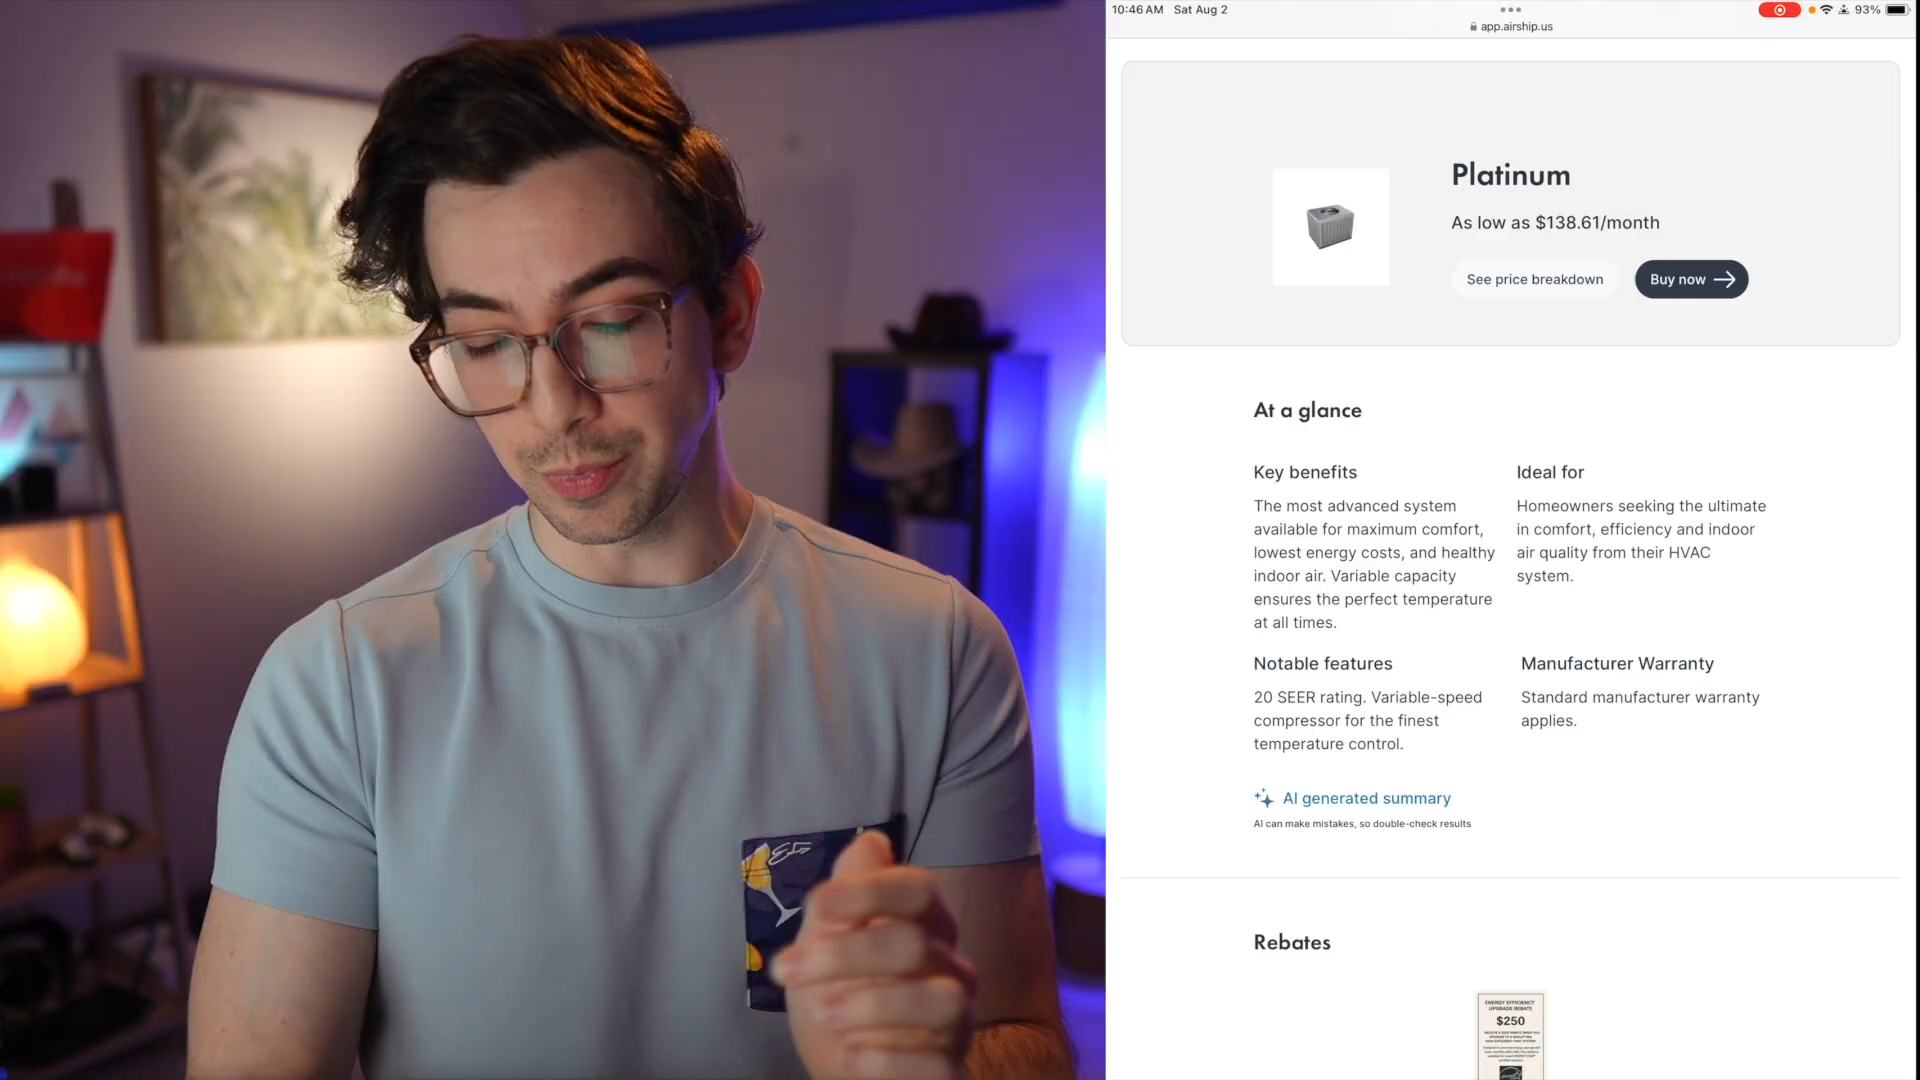 10:46 AM Sat Aug 2
93%
app.airship.us
Platinum
As low as $138.61/month
See price breakdown
Buy now
At a glance
Key benefits
The most advanced system
available for maximum comfort,
lowest energy costs, and healthy
indoor air. Variable capacity
ensures the perfect temperature
at all times.
Ideal for
Homeowners seeking the ultimate
in comfort, efficiency and indoor
air quality from their HVAC
system.
Notable features
20 SEER rating. Variable-speed
compressor for the finest
temperature control.
Manufacturer Warranty
Standard manufacturer warranty
applies.
AI generated summary
AI can make mistakes, so double-check results
Rebates
ENERGY EFFICIENCY
UPGRADE REBATE
$250